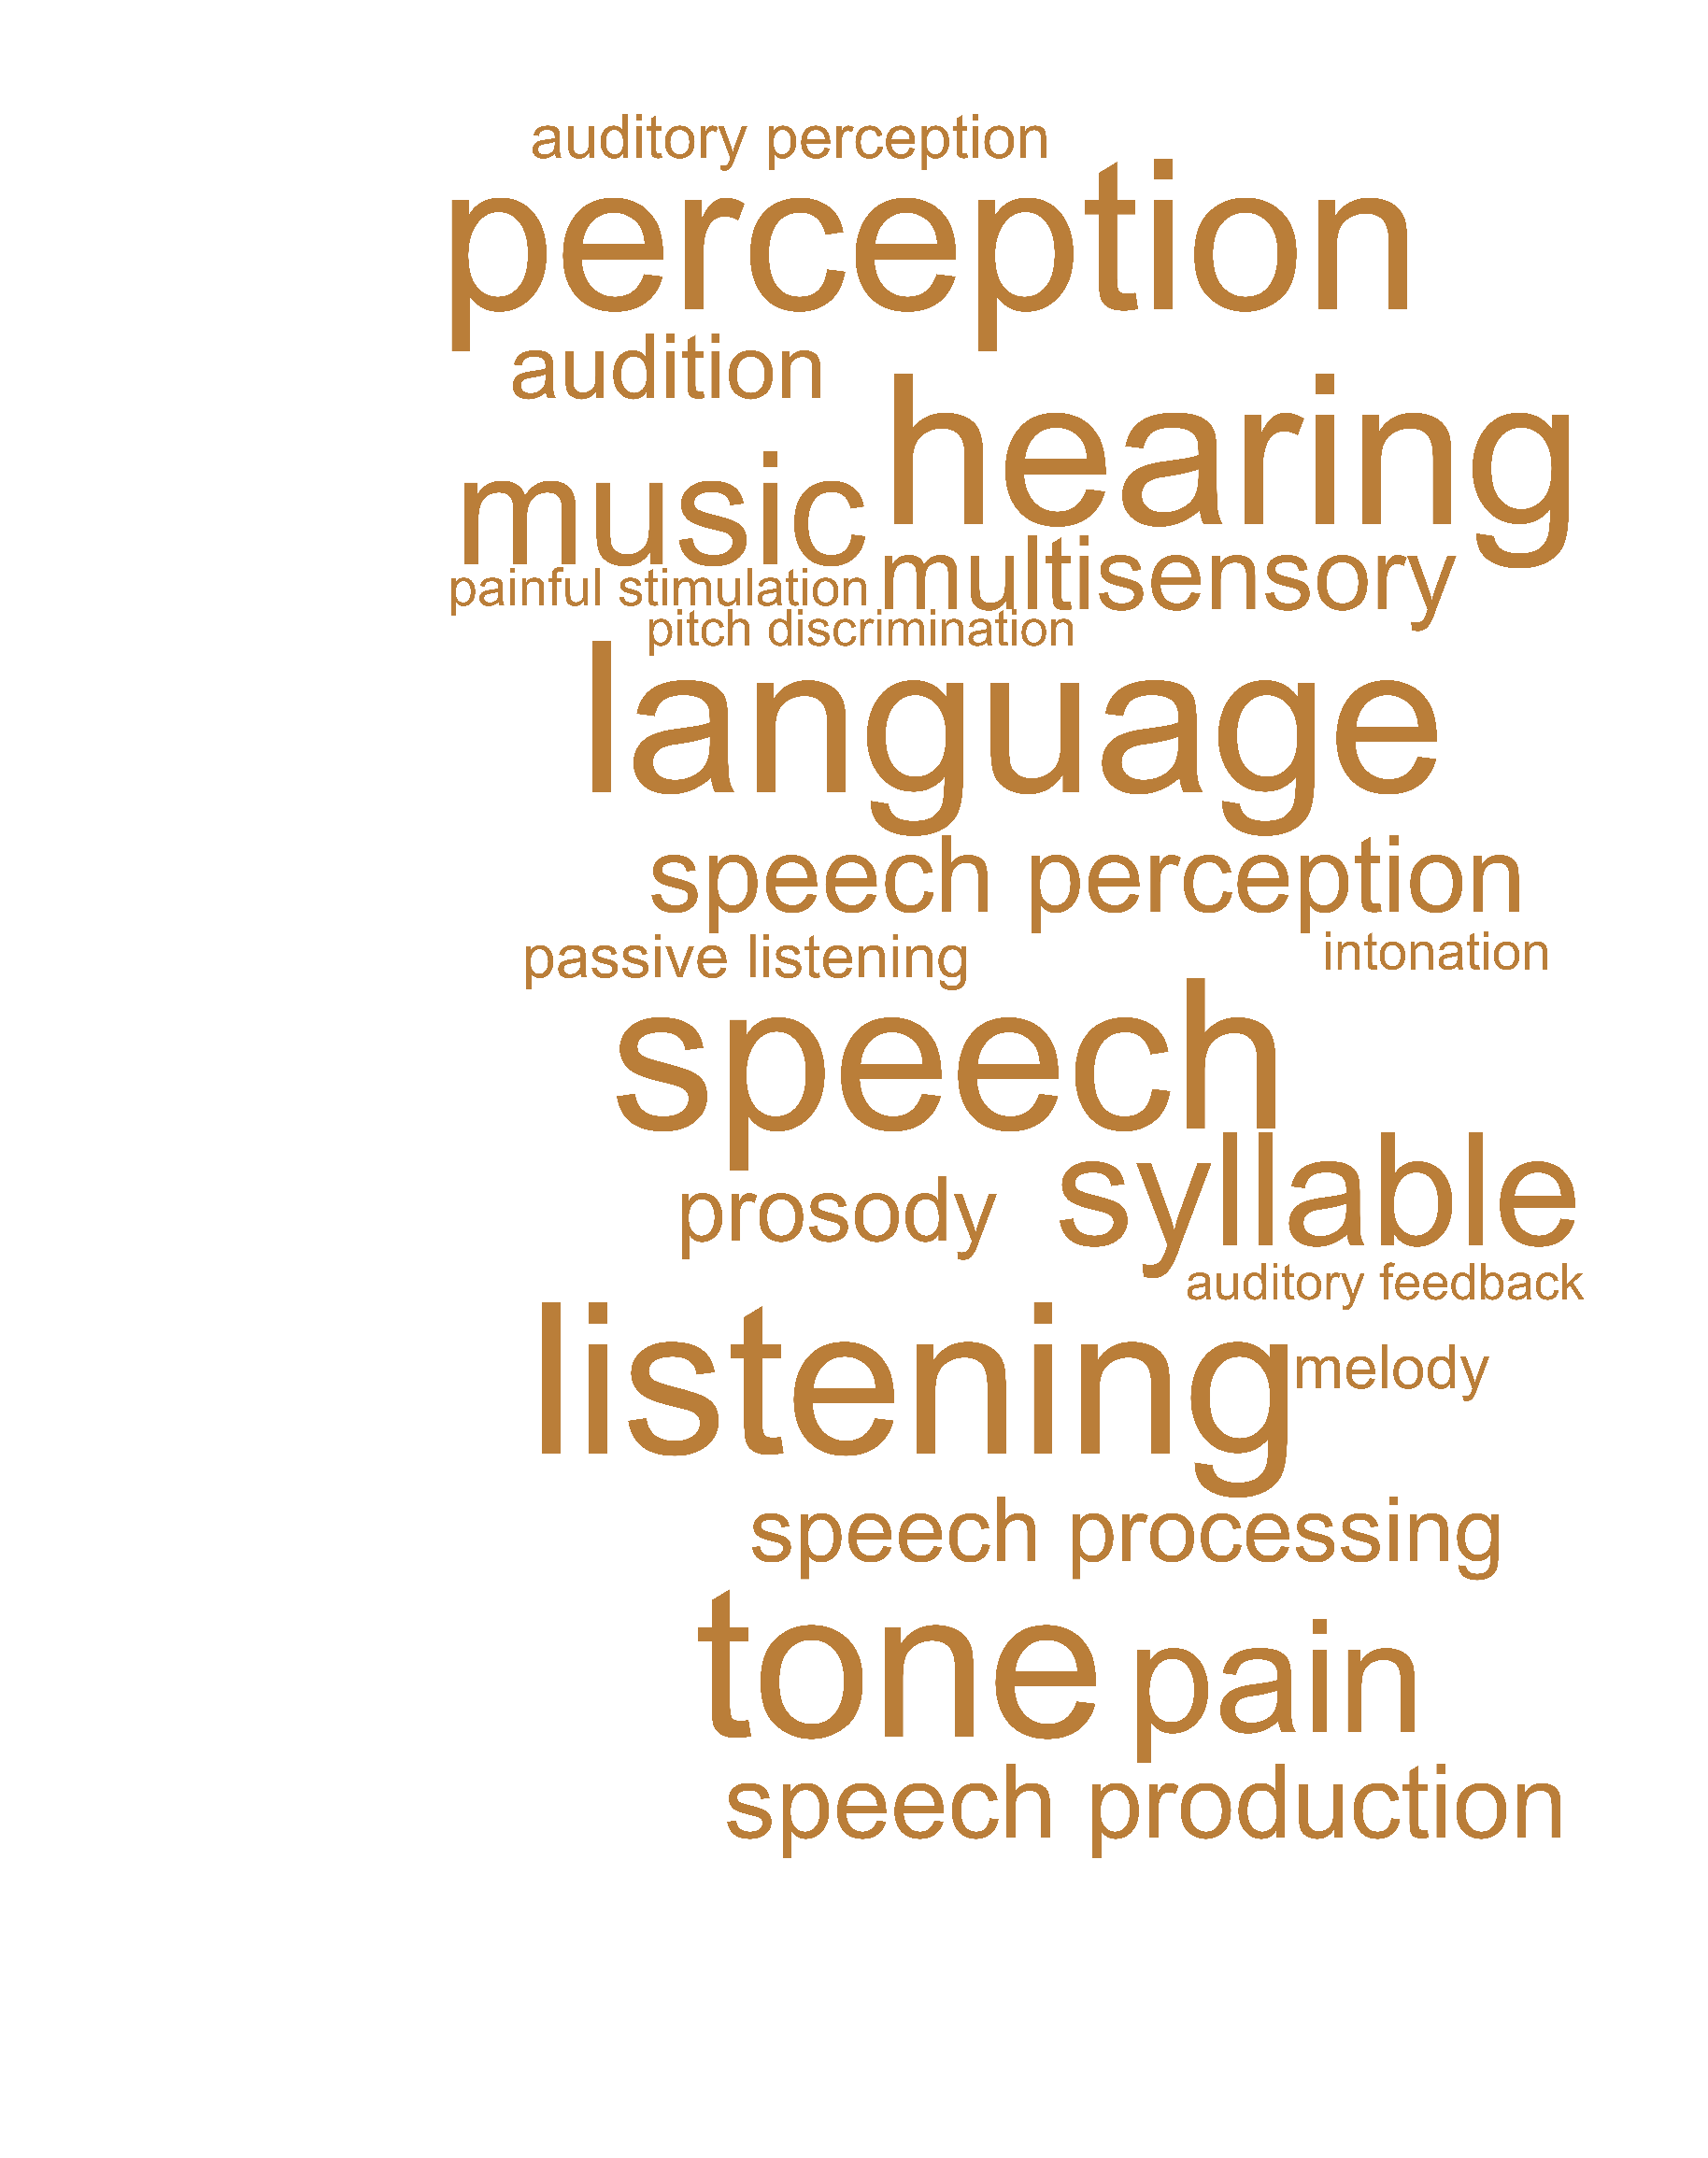 auditory perception
perception
audition
hearing
music
multisensory
painful stimulation
pitch discrimination
language
speech perception
passive listening
intonation
speech
syllable
prosody
auditory feedback
listening
melody
speech processing
tone
pain
speech production